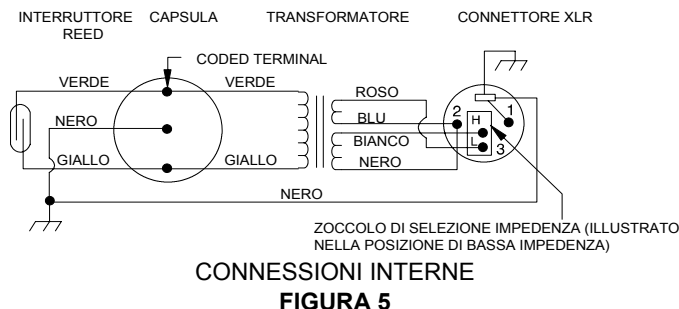 INTERRUTTORE REED
CAPSULA
TRANSFORMATORE
CONNETTORE XLR
CODED TERMINAL
VERDE
VERDE
ROSO
NERO
BLU
2
H
1
BIANCO
L
3
GIALLO
GIALLO
NERO
NERO
ZOCCOLO DI SELEZIONE IMPEDENZA (ILLUSTRATO
NELLA POSIZIONE DI BASSA IMPEDENZA)
CONNESSIONI INTERNE
FIGURA 5